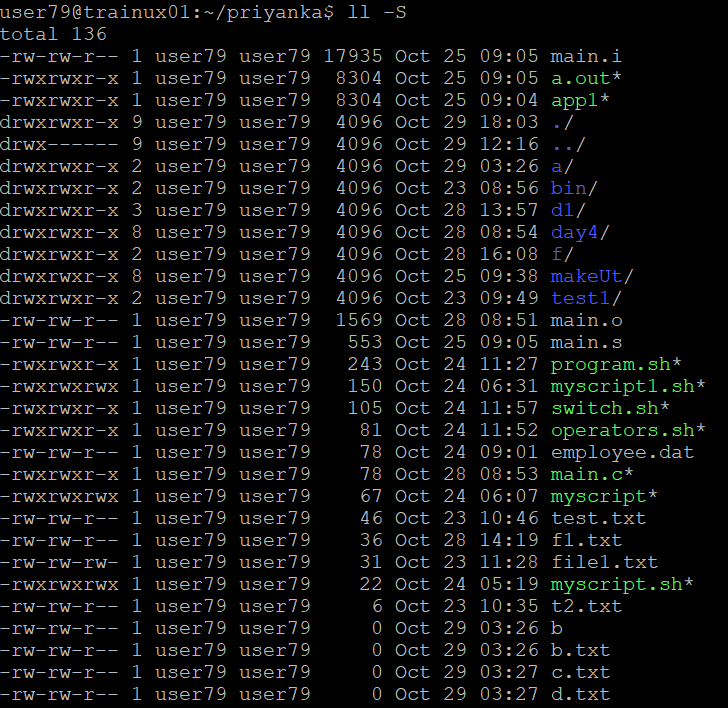 user79@trainux01:~/priyanka$ ll -S
total 136
-rw-rw-r-- 1 user79 user79 17935 Oct 25 09:05 main.i
-rwxrwxr-x 1 user79 user79  8304 Oct 25 09:05 a.out*
-rwxrwxr-x 1 user79 user79  8304 Oct 25 09:04 app1*
drwxrwxr-x 9 user79 user79  4096 Oct 29 18:03 ./
drwx------ 9 user79 user79  4096 Oct 29 12:16 ../
drwxrwxr-x 2 user79 user79  4096 Oct 29 03:26 a/
drwxrwxr-x 2 user79 user79  4096 Oct 23 08:56 bin/
drwxrwxr-x 3 user79 user79  4096 Oct 28 13:57 d1/
drwxrwxr-x 8 user79 user79  4096 Oct 28 08:54 day4/
drwxrwxr-x 2 user79 user79  4096 Oct 28 16:08 f/
drwxrwxr-x 8 user79 user79  4096 Oct 25 09:38 makeUt/
drwxrwxr-x 2 user79 user79  4096 Oct 23 09:49 test1/
-rw-rw-r-- 1 user79 user79  1569 Oct 28 08:51 main.o
-rw-rw-r-- 1 user79 user79   553 Oct 25 09:05 main.s
-rwxrwxr-x 1 user79 user79   243 Oct 24 11:27 program.sh*
-rwxrwxrwx 1 user79 user79   150 Oct 24 06:31 myscript1.sh*
-rwxrwxr-x 1 user79 user79   105 Oct 24 11:57 switch.sh*
-rwxrwxr-x 1 user79 user79    81 Oct 24 11:52 operators.sh*
-rw-rw-r-- 1 user79 user79    78 Oct 24 09:01 employee.dat
-rwxrwxr-x 1 user79 user79    78 Oct 28 08:53 main.c*
-rwxrwxrwx 1 user79 user79    67 Oct 24 06:07 myscript*
-rw-rw-r-- 1 user79 user79    46 Oct 23 10:46 test.txt
-rw-rw-r-- 1 user79 user79    36 Oct 28 14:19 f1.txt
-rw-rw-rw- 1 user79 user79    31 Oct 23 11:28 file1.txt
-rwxrwxrwx 1 user79 user79    22 Oct 24 05:19 myscript.sh*
-rw-rw-r-- 1 user79 user79     6 Oct 23 10:35 t2.txt
-rw-rw-r-- 1 user79 user79     0 Oct 29 03:26 b
-rw-rw-r-- 1 user79 user79     0 Oct 29 03:26 b.txt
-rw-rw-r-- 1 user79 user79     0 Oct 29 03:27 c.txt
-rw-rw-r-- 1 user79 user79     0 Oct 29 03:27 d.txt